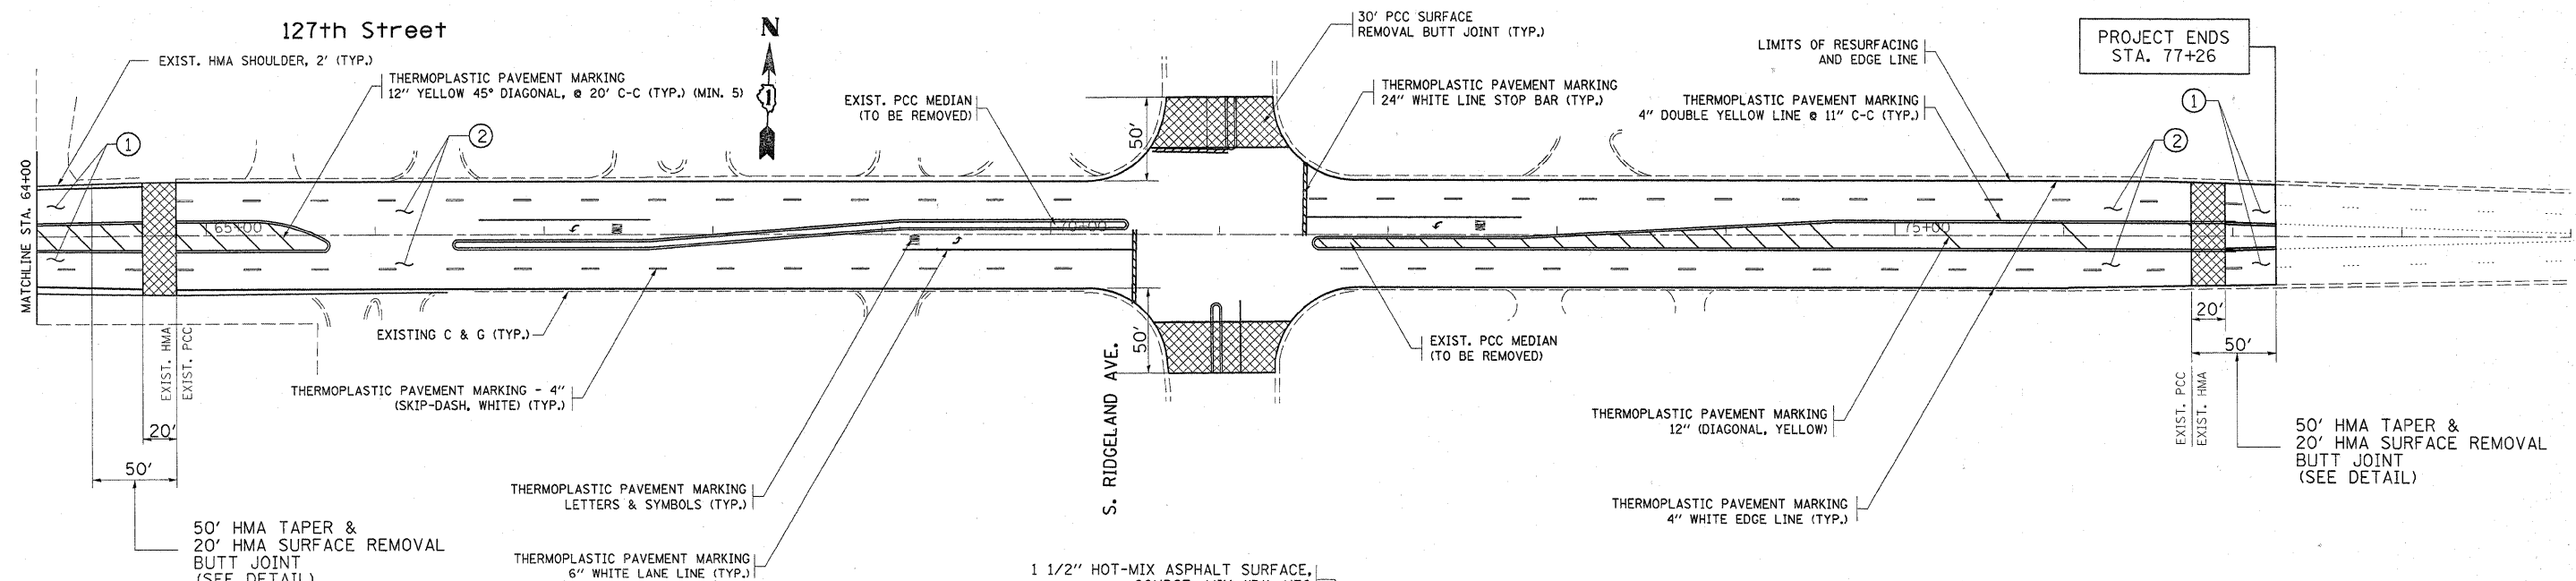 127th Street
EXIST. HMA SHOULDER, 2' (TYP.)
THERMOPLASTIC PAVEMENT MARKING
12" YELLOW 45° DIAGONAL, @ 20' C-C (TYP.) (MIN. 5)
N
1
EXIST. PCC MEDIAN
(TO BE REMOVED)
30' PCC SURFACE
REMOVAL BUTT JOINT (TYP.)
THERMOPLASTIC PAVEMENT MARKING
24" WHITE LINE STOP BAR (TYP.)
LIMITS OF RESURFACING
AND EDGE LINE
THERMOPLASTIC PAVEMENT MARKING
4" DOUBLE YELLOW LINE @ 11" C-C (TYP.)
PROJECT ENDS
STA. 77+26
1
2
50'
1
2
MATCHLINE STA. 64+00
65+00
70+00
75+00
1
2
EXISTING C & G (TYP.)
50'
EXIST. PCC MEDIAN
(TO BE REMOVED)
20'
50'
EXIST. HMA
EXIST. PCC
THERMOPLASTIC PAVEMENT MARKING - 4"
(SKIP-DASH, WHITE) (TYP.)
S. RIDGELAND AVE.
THERMOPLASTIC PAVEMENT MARKING
12" (DIAGONAL, YELLOW)
EXIST. PCC
EXIST. HMA
50' HMA TAPER &
20' HMA SURFACE REMOVAL
BUTT JOINT
(SEE DETAIL)
20'
50'
THERMOPLASTIC PAVEMENT MARKING
LETTERS & SYMBOLS (TYP.)
THERMOPLASTIC PAVEMENT MARKING
4" WHITE EDGE LINE (TYP.)
50' HMA TAPER &
20' HMA SURFACE REMOVAL
BUTT JOINT
(SEE DETAIL)
THERMOPLASTIC PAVEMENT MARKING
6" WHITE LANE LINE (TYP.)
1 1/2" HOT-MIX ASPHALT SURFACE,